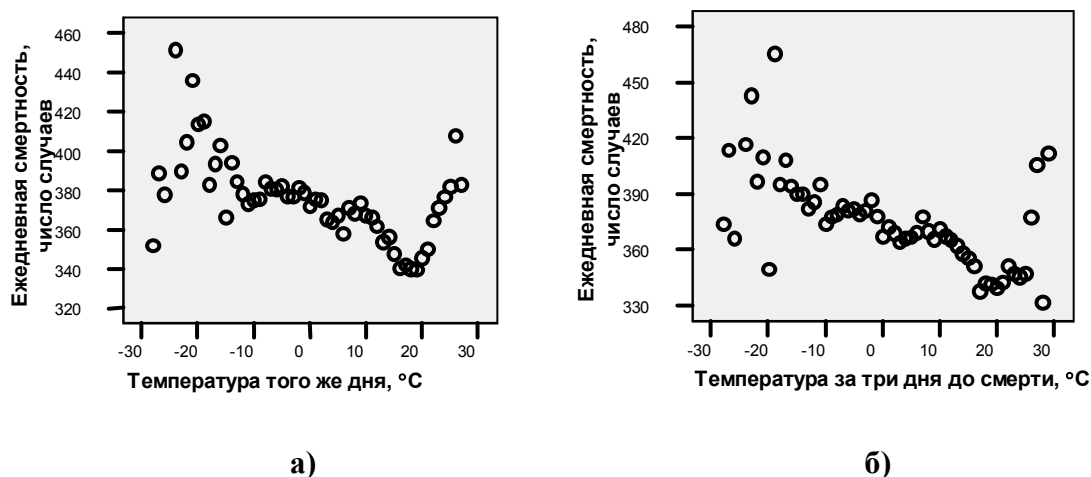 Ежедневная смертность,
число случаев
460
440
420
400
380
360
340
320
-30 -20 -10 0 10 20 30
Температура того же дня, °C
а)
Ежедневная смертность,
число случаев
480
450
420
390
360
330
-30 -20 -10 0 10 20 30
Температура за три дня до смерти, °C
б)